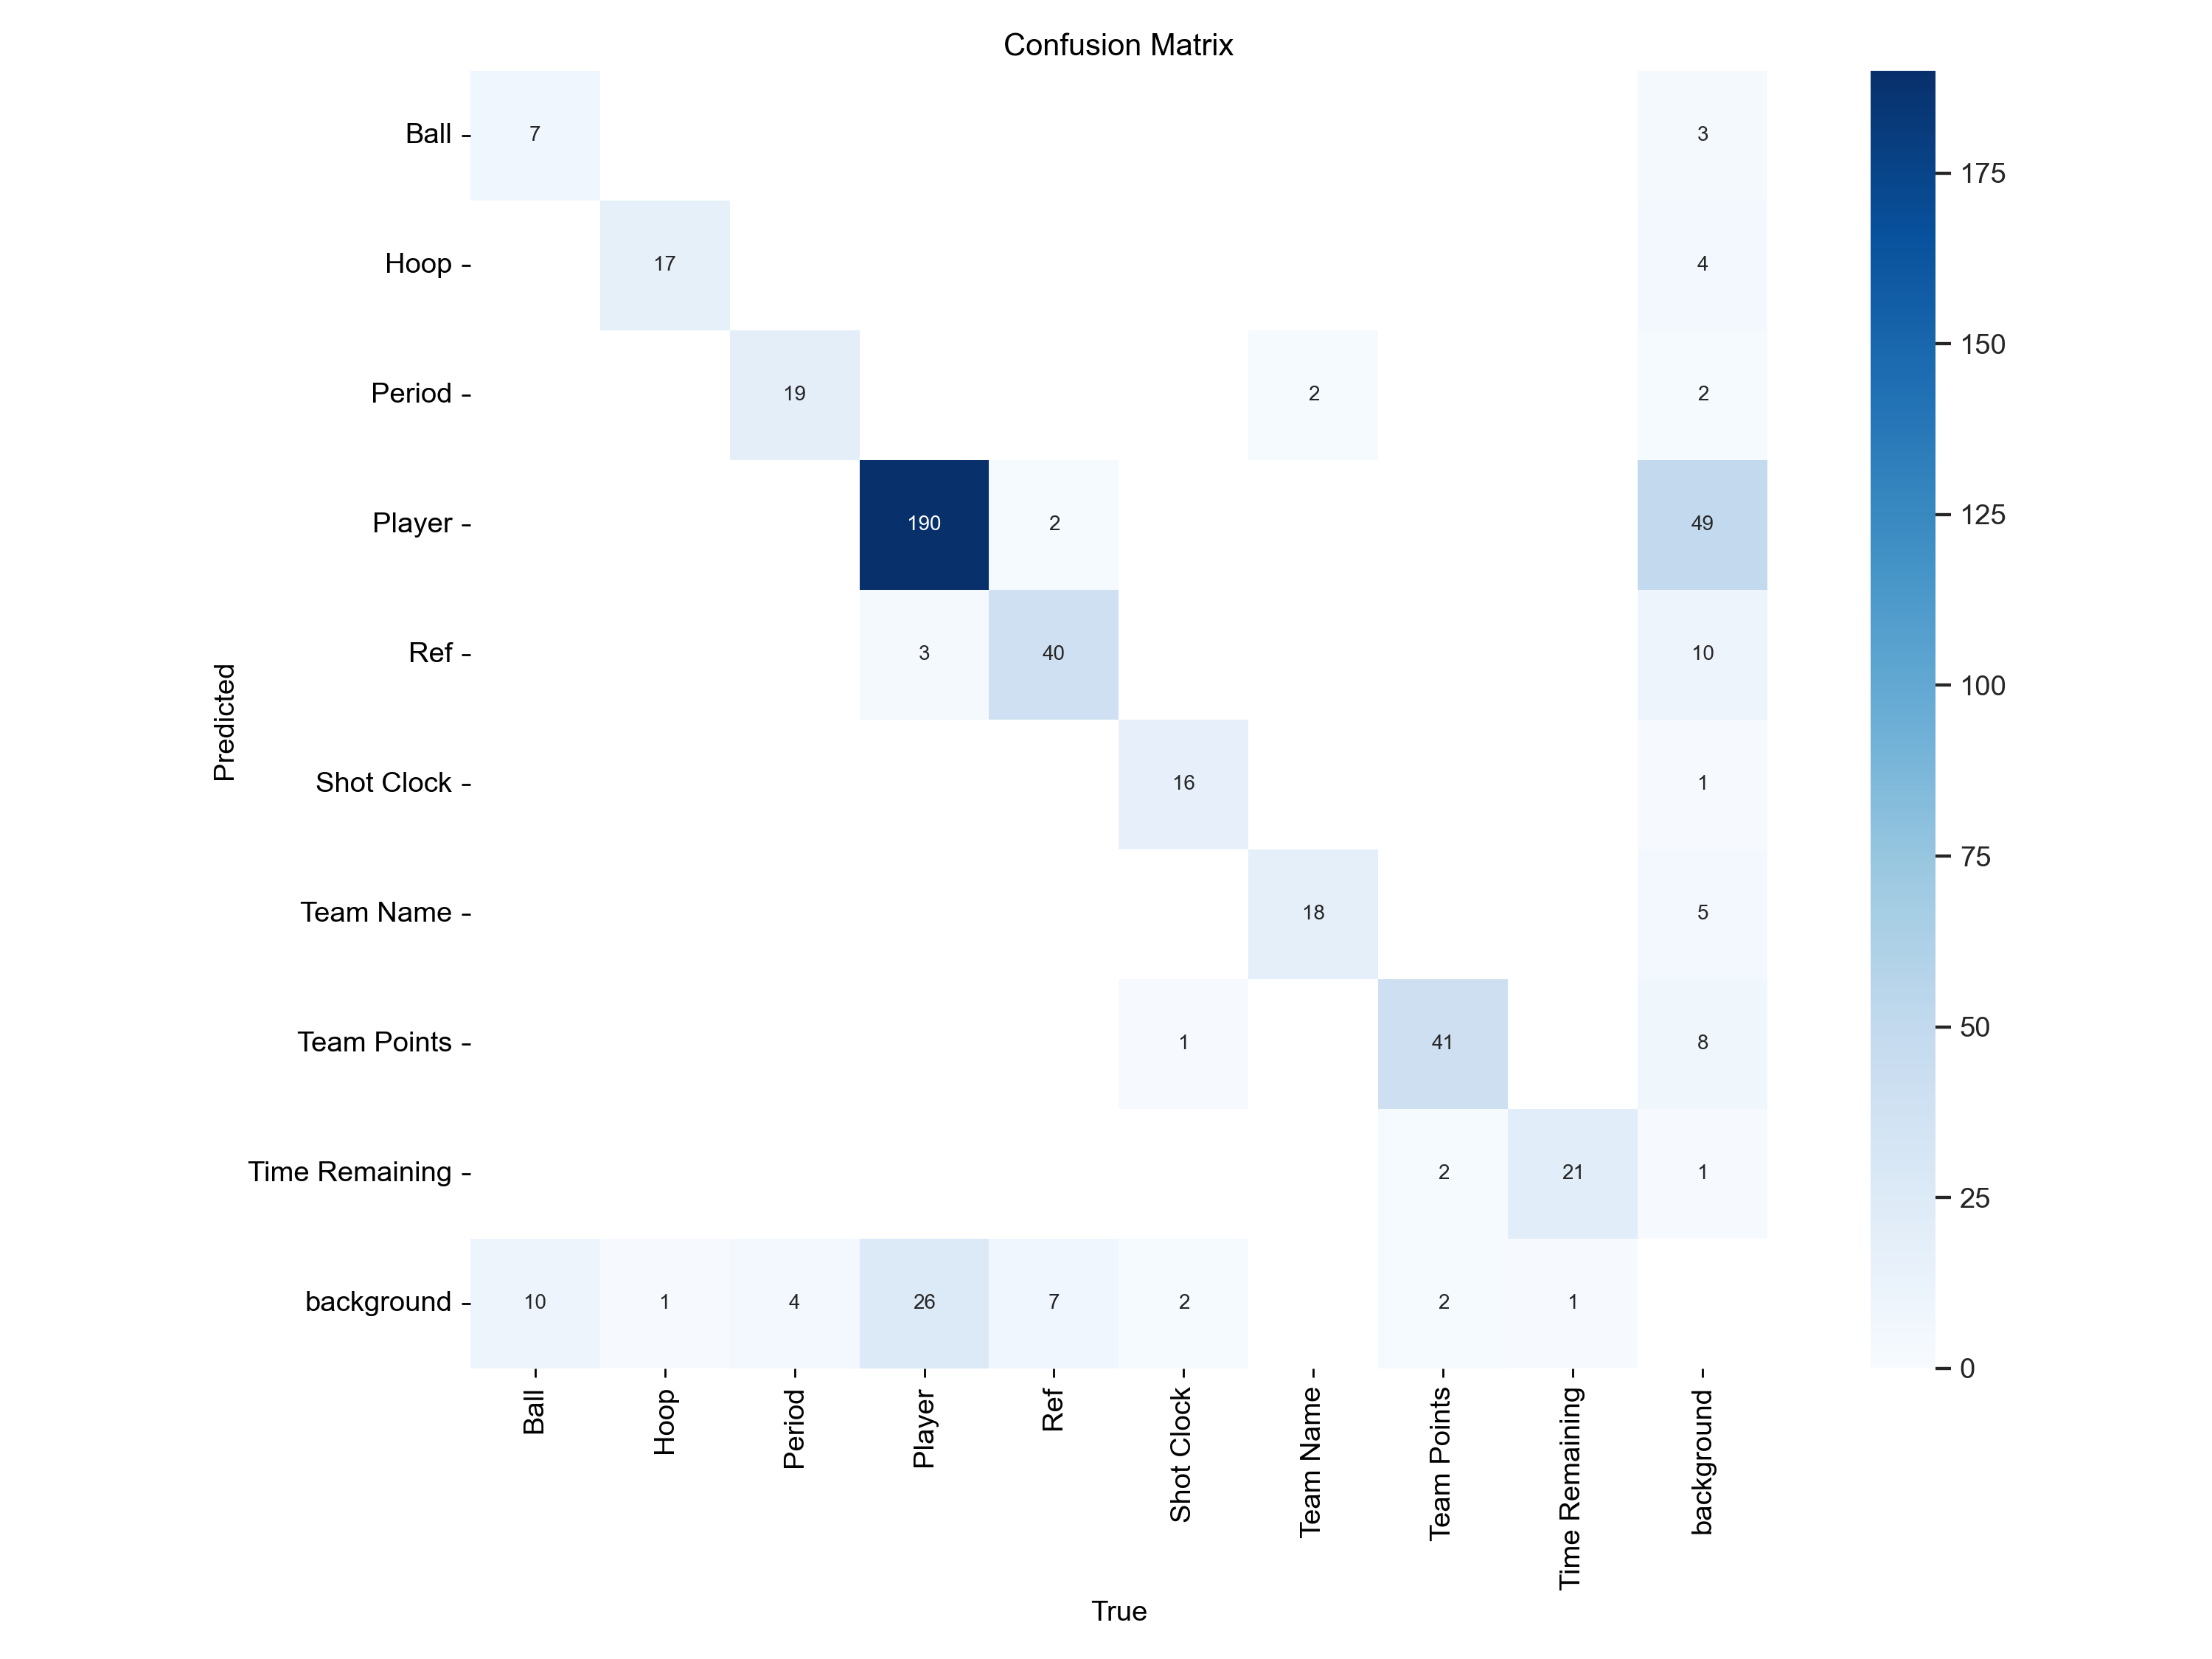 Confusion Matrix
Ball 7 3
Hoop 17 4
Period 19 2 2
Player 190 2 49
Ref 3 40 10
Shot Clock 16 1
Team Name 18 5
Team Points 1 41 8
Time Remaining 2 21 1
background 10 1 4 26 7 2 2 1
Predicted
Ball Hoop Period Player Ref Shot Clock Team Name Team Points Time Remaining background
True
175
150
125
100
75
50
25
0